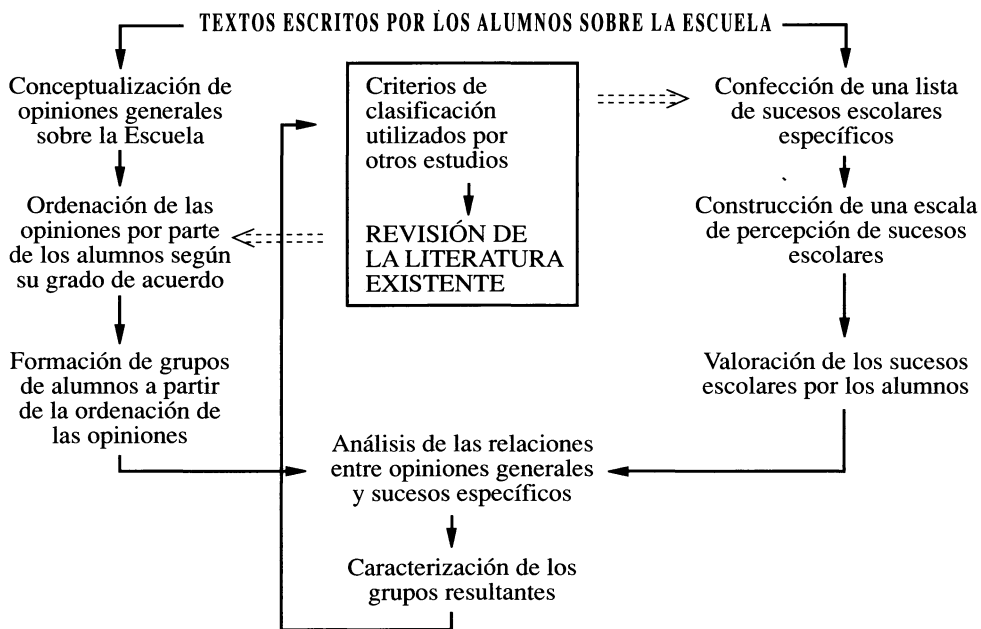 TEXTOS ESCRITOS POR LOS ALUMNOS SOBRE LA ESCUELA
Conceptualización de
opiniones generales
sobre la Escuela
Ordenación de las
opiniones por parte
de los alumnos según
su grado de acuerdo
Formación de grupos
de alumnos a partir
de la ordenación de
las opiniones
Criterios de
clasificación
utilizados por
otros estudios
REVISIÓN DE
LA LITERATURA
EXISTENTE
Confección de una lista
de sucesos escolares
específicos
Construcción de una escala
de percepción de sucesos
escolares
Valoración de los sucesos
escolares por los alumnos
Análisis de las relaciones
entre opiniones generales
y sucesos específicos
Caracterización de los
grupos resultantes